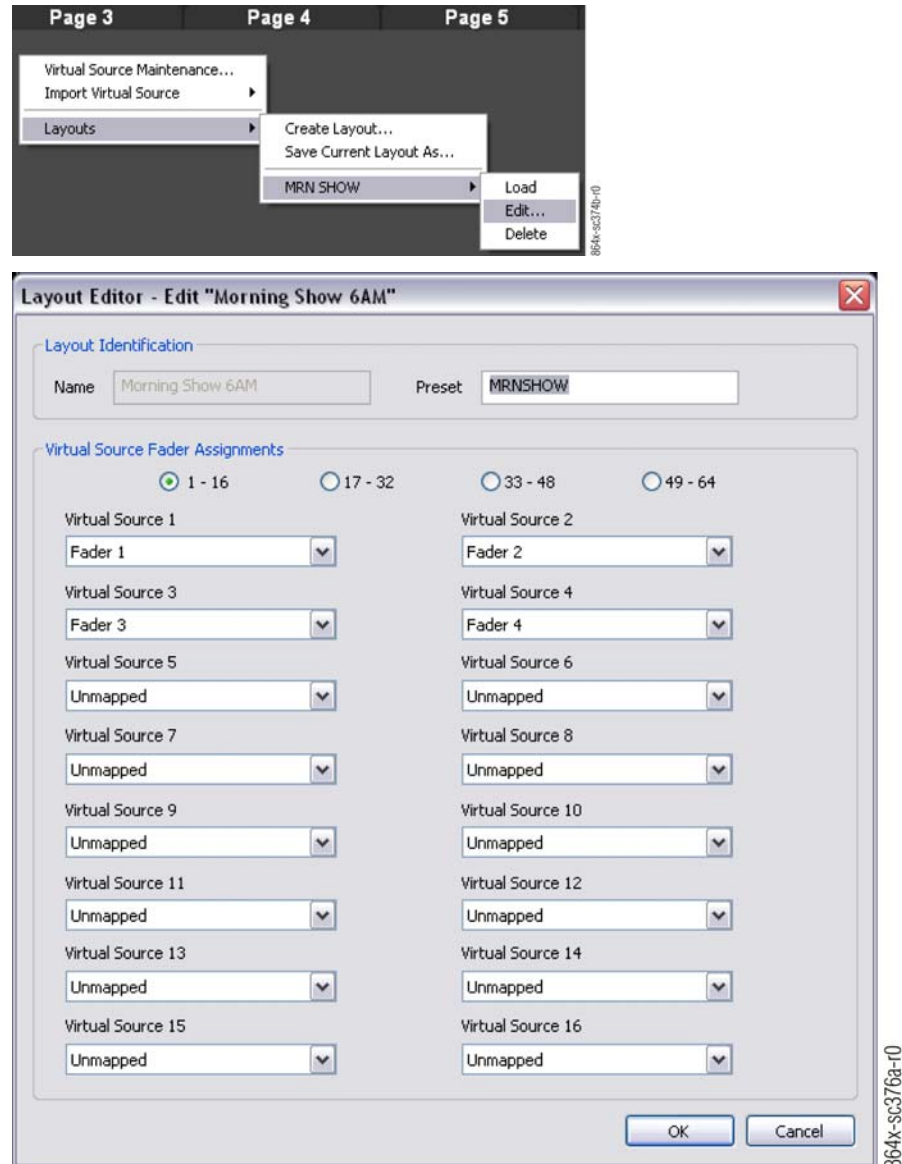 Page 3 Page 4 Page 5
Virtual Source Maintenance...
Import Virtual Source
Layouts
Create Layout...
Save Current Layout As...
MRN SHOW
Load
Edit...
Delete
864x-sc374b-r0
Layout Editor - Edit "Morning Show 6AM"
Layout Identification
Name Morning Show 6AM Preset MRNSHOW
Virtual Source Fader Assignments
1 - 16 17 - 32 33 - 48 49 - 64
Virtual Source 1 Virtual Source 2
Fader 1 Fader 2
Virtual Source 3 Virtual Source 4
Fader 3 Fader 4
Virtual Source 5 Virtual Source 6
Unmapped Unmapped
Virtual Source 7 Virtual Source 8
Unmapped Unmapped
Virtual Source 9 Virtual Source 10
Unmapped Unmapped
Virtual Source 11 Virtual Source 12
Unmapped Unmapped
Virtual Source 13 Virtual Source 14
Unmapped Unmapped
Virtual Source 15 Virtual Source 16
Unmapped Unmapped
OK Cancel
864x-sc376a-r0